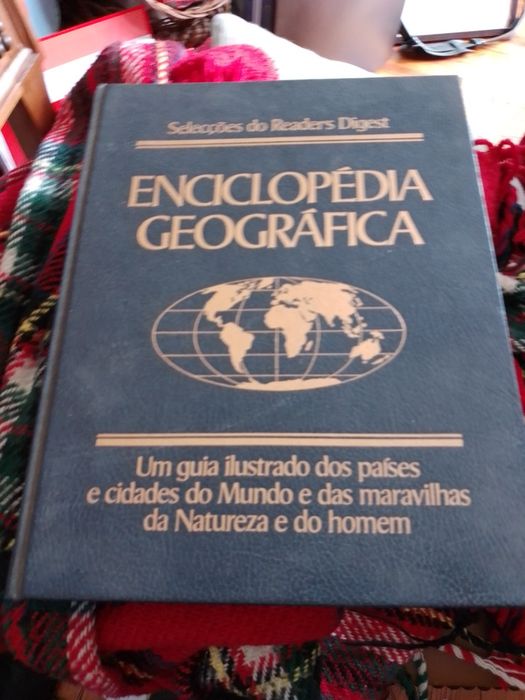 Selecções do Readers Digest
ENCICLOPÉDIA
GEOGRÁFICA
Um guia ilustrado dos países
e cidades do Mundo e das maravilhas
da Natureza e do homem